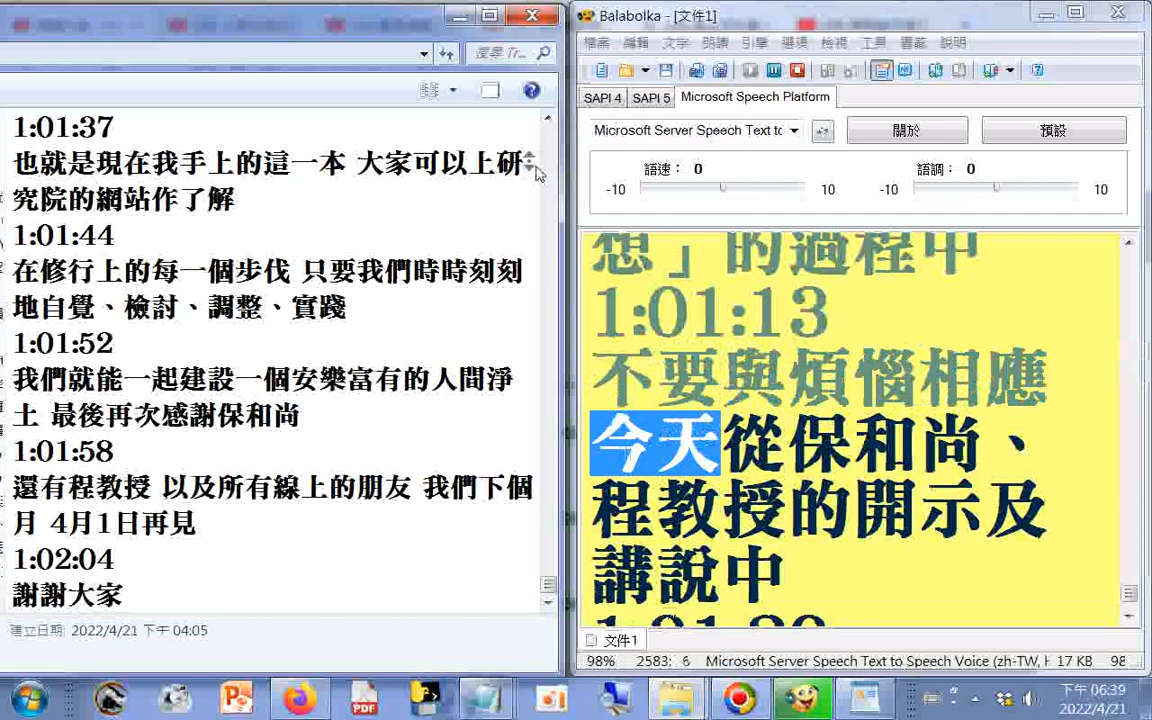 搜尋 Tr...
1:01:37
也就是現在我手上的這一本 大家可以上研
究院的網站作了解
1:01:44
在修行上的每一個步伐 只要我們時時刻刻
地自覺、檢討、調整、實踐
1:01:52
我們就能一起建設一個安樂富有的人間淨
土 最後再次感謝保和尚
1:01:58
還有程教授 以及所有線上的朋友 我們下個
月 4月1日再見
1:02:04
謝謝大家
建立日期: 2022/4/21 下午 04:05
Balabolka - [文件1]
檔案 編輯 文字 朗讀 引擎 選項 檢視 工具 書籤 說明
SAPI 4 SAPI 5 Microsoft Speech Platform
Microsoft Server Speech Text to
關於 預設
語速： 0 語調： 0
-10 10 -10 10
想」的過程中
1:01:13
不要與煩惱相應
今天從保和尚、
程教授的開示及
講說中
文件1
98% 2583: 6 Microsoft Server Speech Text to Speech Voice (zh-TW, 17 KB 98
PDF
下午 06:39
2022/4/21